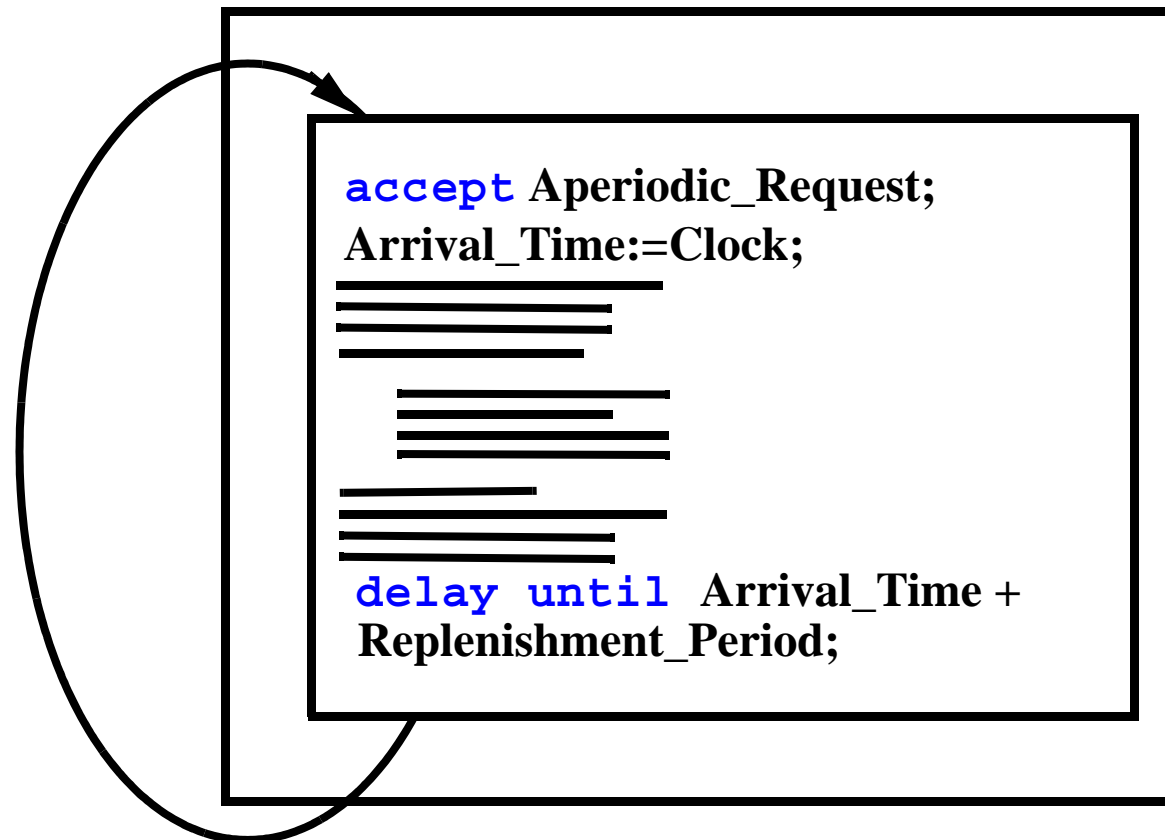 accept Aperiodic_Request;
Arrival_Time:=Clock;
delay until Arrival_Time +
Replenishment_Period;